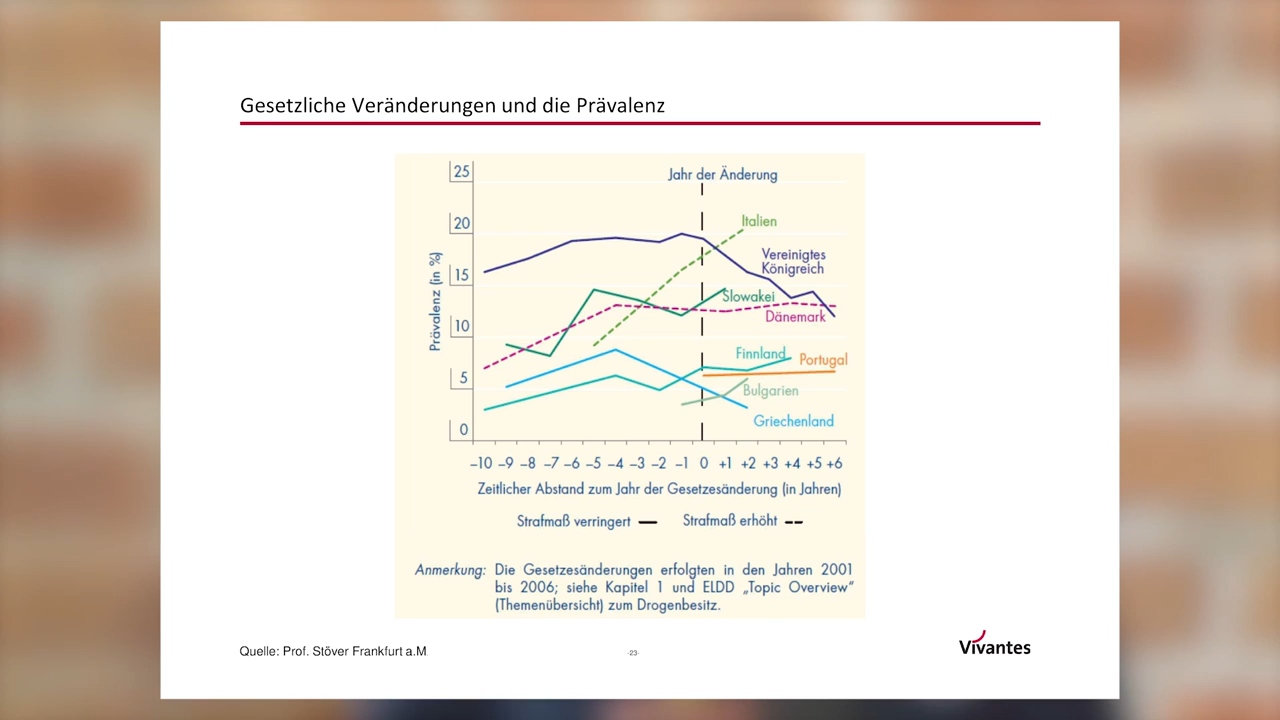 Gesetzliche Veränderungen und die Prävalenz
25
20
15
10
5
0
Prävalenz (in %)
Jahr der Änderung
Italien
Vereinigtes
Königreich
Slowakei
Dänemark
Finnland
Portugal
Bulgarien
Griechenland
–10 –9 –8 –7 –6 –5 –4 –3 –2 –1 0 +1 +2 +3 +4 +5 +6
Zeitlicher Abstand zum Jahr der Gesetzesänderung (in Jahren)
Strafmaß verringert Strafmaß erhöht
Anmerkung: Die Gesetzesänderungen erfolgten in den Jahren 2001
bis 2006; siehe Kapitel 1 und ELDD „Topic Overview“
(Themenübersicht) zum Drogenbesitz.
Quelle: Prof. Stöver Frankfurt a.M.
-23-
Vivantes